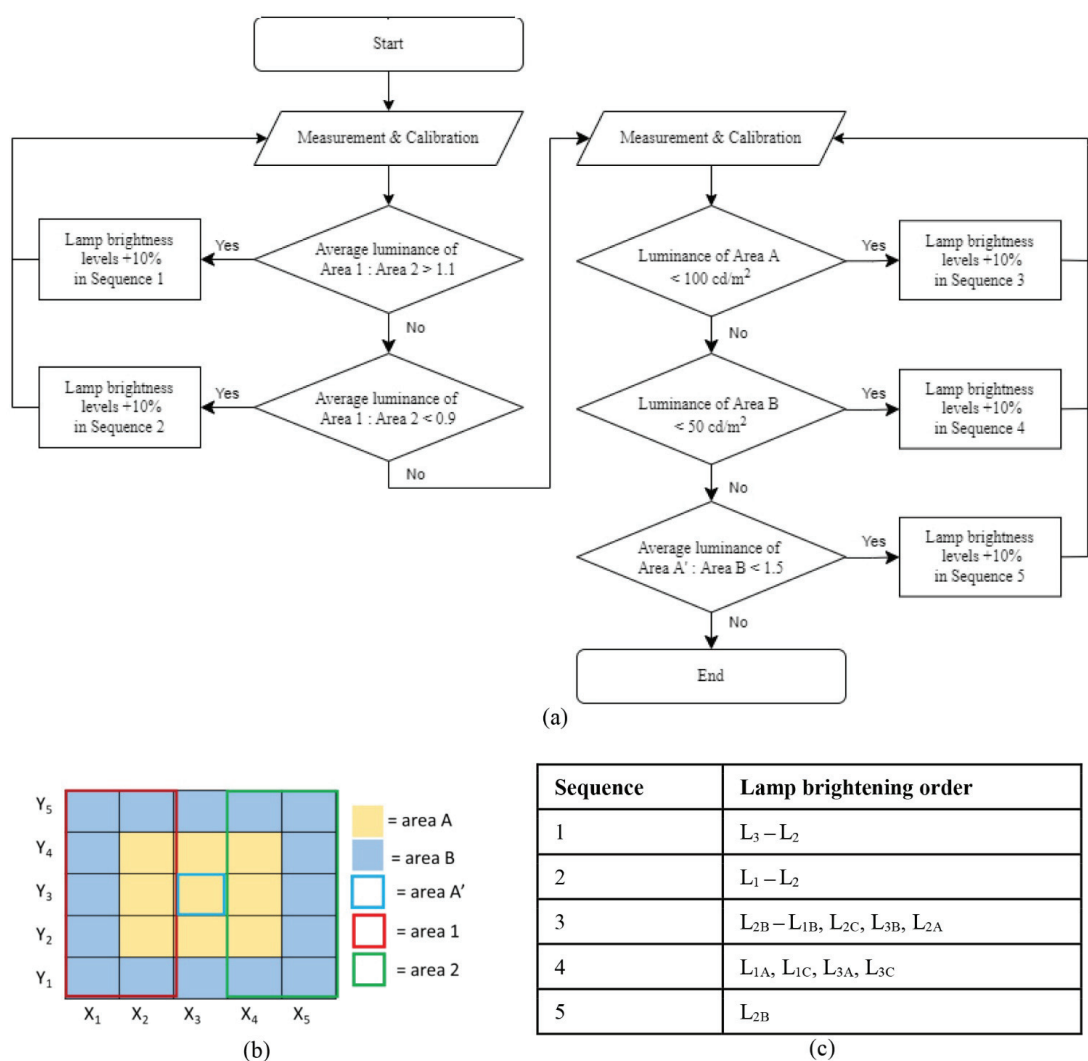 Start
Measurement & Calibration
Average luminance of
Area 1 : Area 2 > 1.1
Yes
Lamp brightness
levels +10%
in Sequence 1
No
Average luminance of
Area 1 : Area 2 < 0.9
Yes
Lamp brightness
levels +10%
in Sequence 2
No
Measurement & Calibration
Luminance of Area A
< 100 cd/m²
Yes
Lamp brightness
levels +10%
in Sequence 3
No
Luminance of Area B
< 50 cd/m²
Yes
Lamp brightness
levels +10%
in Sequence 4
No
Average luminance of
Area A' : Area B < 1.5
Yes
Lamp brightness
levels +10%
in Sequence 5
No
End
(a)
Y₅
Y₄
Y₃
Y₂
Y₁
X₁ X₂ X₃ X₄ X₅
= area A
= area B
= area A'
= area 1
= area 2
(b)
Sequence Lamp brightening order
1 L₃ – L₂
2 L₁ – L₂
3 L2B – L1B, L2C, L3B, L2A
4 L1A, L1C, L3A, L3C
5 L2B
(c)